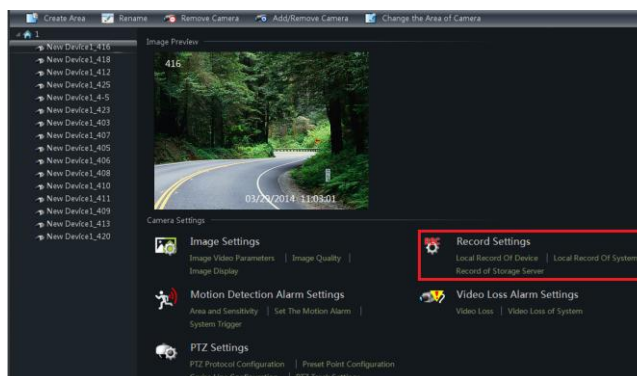 Create Area Rename Remove Camera Add/Remove Camera Change the Area of Camera
1
New Device1_416
New Device1_418
New Device1_412
New Device1_425
New Device1_4-5
New Device1_423
New Device1_403
New Device1_407
New Device1_405
New Device1_406
New Device1_408
New Device1_410
New Device1_411
New Device1_409
New Device1_413
New Device1_420
Image Preview
416
03/29/2014 11:03:01
Camera Settings
Image Settings
Image Video Parameters | Image Quality |
Image Display
Record Settings
Local Record Of Device | Local Record Of System
Record of Storage Server
Motion Detection Alarm Settings
Area and Sensitivity | Set The Motion Alarm |
System Trigger
Video Loss Alarm Settings
Video Loss | Video Loss of System
PTZ Settings
PTZ Protocol Configuration | Preset Point Configuration